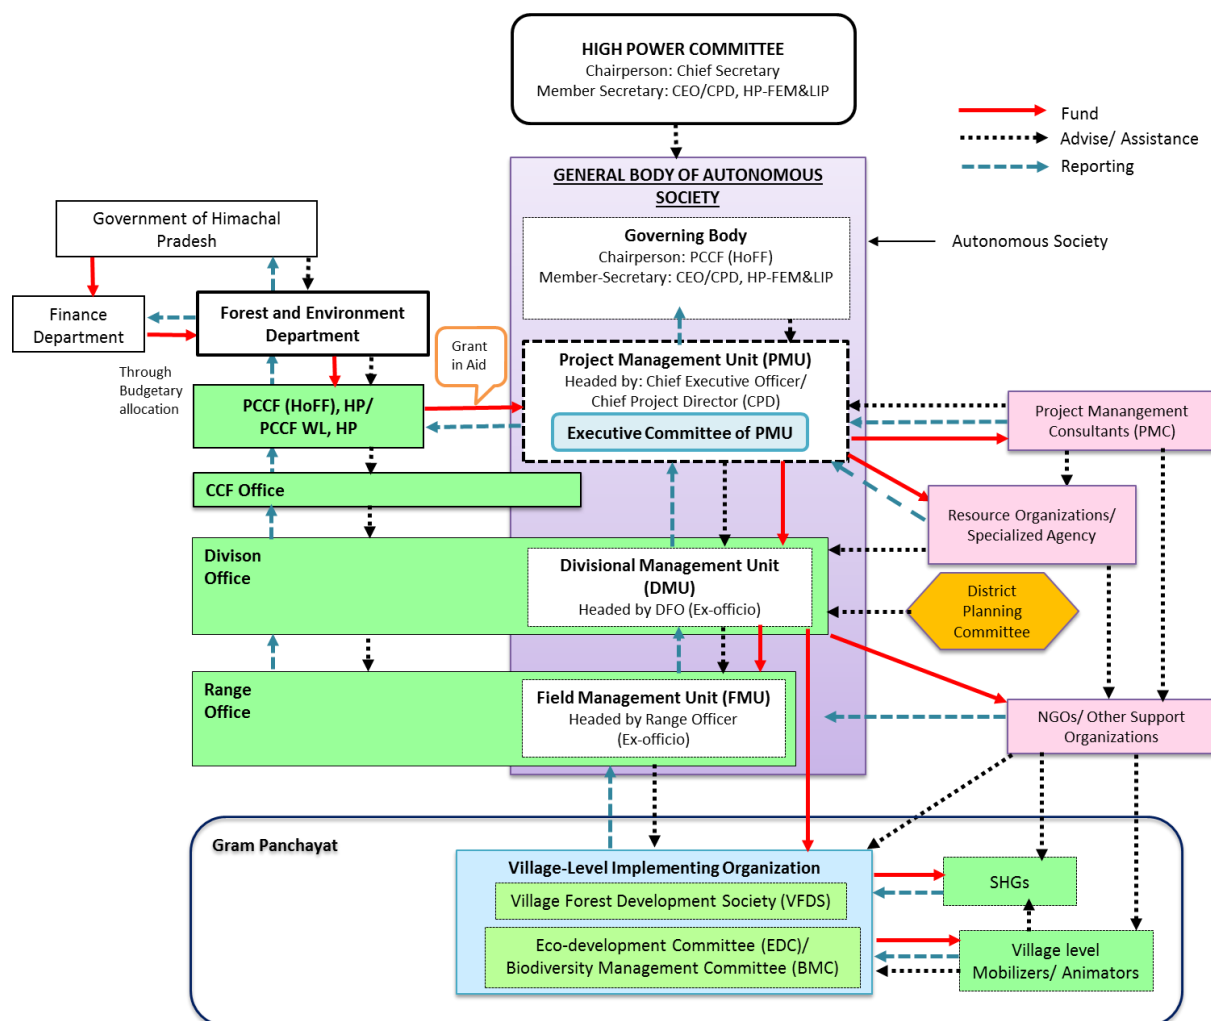 HIGH POWER COMMITTEE
Chairperson: Chief Secretary
Member Secretary: CEO/CPD, HP-FEM&LIP
Fund
Advise/ Assistance
Reporting
GENERAL BODY OF AUTONOMOUS
SOCIETY
Government of Himachal
Pradesh
Governing Body
Chairperson: PCCF (HoFF)
Member-Secretary: CEO/CPD, HP-FEM&LIP
Autonomous Society
Finance
Department
Forest and Environment
Department
Grant
in Aid
Through
Budgetary
allocation
Project Management Unit (PMU)
Headed by: Chief Executive Officer/
Chief Project Director (CPD)
Executive Committee of PMU
PCCF (HoFF), HP/
PCCF WL, HP
Project Manangement
Consultants (PMC)
CCF Office
Resource Organizations/
Specialized Agency
Divison
Office
Divisional Management Unit
(DMU)
Headed by DFO (Ex-officio)
District
Planning
Committee
Range
Office
Field Management Unit (FMU)
Headed by Range Officer
(Ex-officio)
NGOs/ Other Support
Organizations
Gram Panchayat
Village-Level Implementing Organization
Village Forest Development Society (VFDS)
Eco-development Committee (EDC)/
Biodiversity Management Committee (BMC)
SHGs
Village level
Mobilizers/ Animators